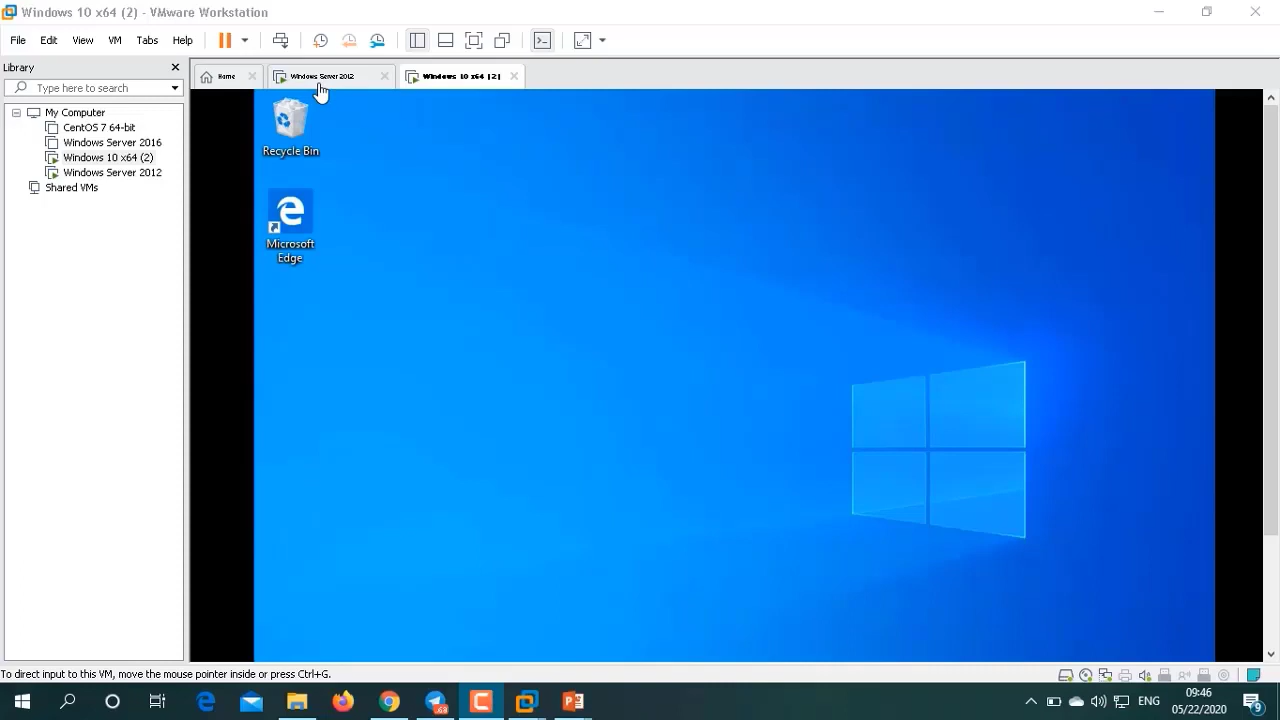 Windows 10 x64 (2) - VMware Workstation
File Edit View VM Tabs Help
Library
Home
Windows Server 2012
Windows 10 x64 (2)
Type here to search
My Computer
CentOS 7 64-bit
Windows Server 2016
Windows 10 x64 (2)
Windows Server 2012
Shared VMs
Recycle Bin
Microsoft
Edge
To direct input to this VM, move the mouse pointer inside or press Ctrl+G.
.68
ENG
09:46
05/22/2020
9